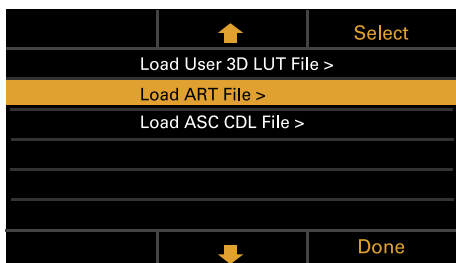 Select
Load User 3D LUT File >
Load ART File >
Load ASC CDL File >
Done